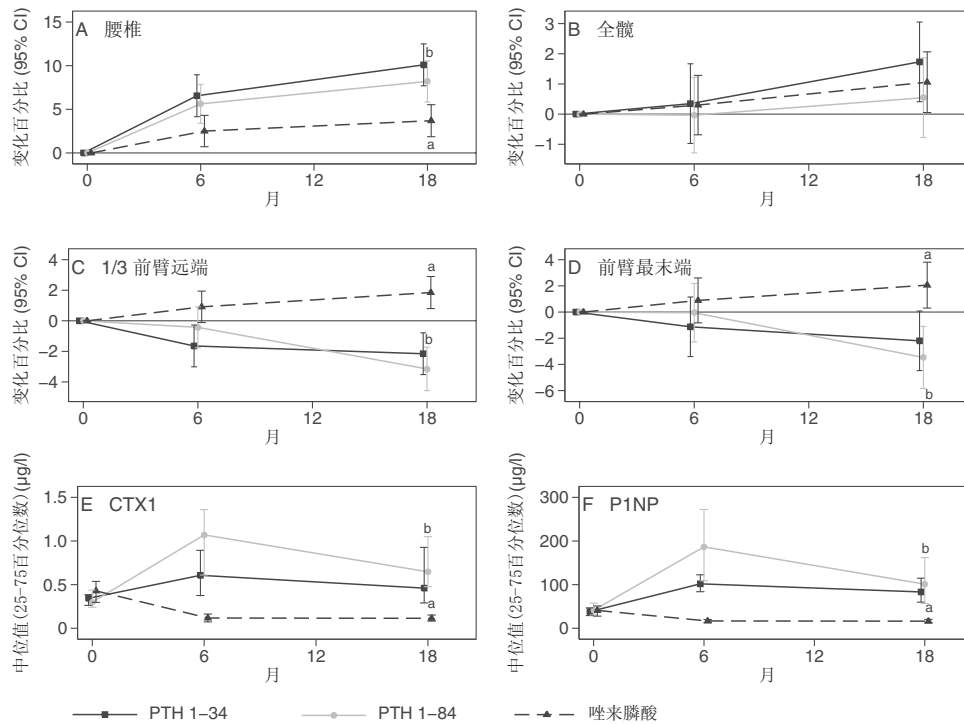 A 腰椎
变化百分比 (95% CI)
15
10
5
0
b
a
0 6 12 18
月
B 全髋
变化百分比 (95% CI)
3
2
1
0
−1
0 6 12 18
月
C 1/3 前臂远端
变化百分比 (95% CI)
4
2
0
−2
−4
a
b
0 6 12 18
月
D 前臂最末端
变化百分比 (95% CI)
4
2
0
−2
−4
−6
a
b
0 6 12 18
月
E CTX1
中位值(25−75百分位数)(µg/l)
1.5
1.0
0.5
0
b
a
0 6 12 18
月
F P1NP
中位值(25−75百分位数)(µg/l)
300
200
100
0
b
a
0 6 12 18
月
PTH 1−34 PTH 1−84 唑来膦酸